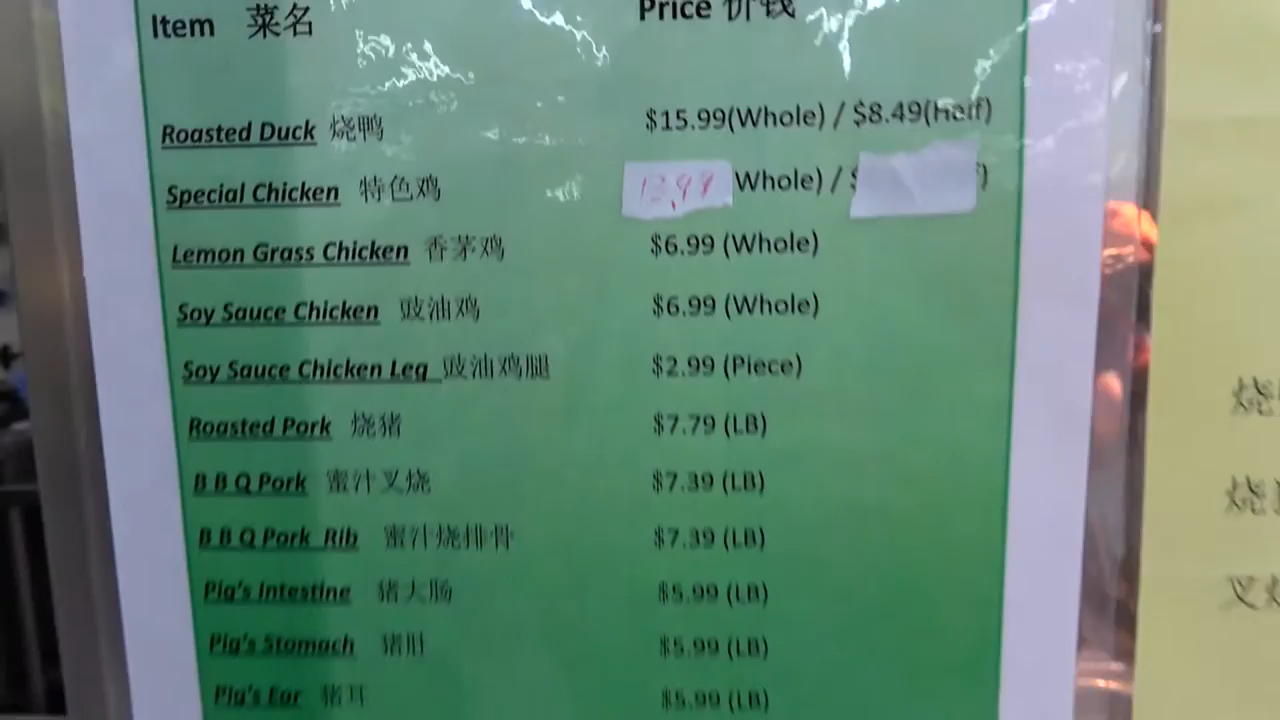 Item 菜名 Price 价钱
Roasted Duck 烧鸭 $15.99(Whole) / $8.49(Half)
Special Chicken 特色鸡 12.99 Whole) / $ )
Lemon Grass Chicken 香茅鸡 $6.99 (Whole)
Soy Sauce Chicken 豉油鸡 $6.99 (Whole)
Soy Sauce Chicken Leg 豉油鸡腿 $2.99 (Piece)
Roasted Pork 烧猪 $7.79 (LB)
B B Q Pork 蜜汁叉烧 $7.39 (LB)
B B Q Pork Rib 蜜汁烧排骨 $7.39 (LB)
Pig's Intestine 猪大肠 $5.99 (LB)
Pig's Stomach 猪肚 $5.99 (LB)
Pig's Ear 猪耳 $5.99 (LB)
烧
烧
叉